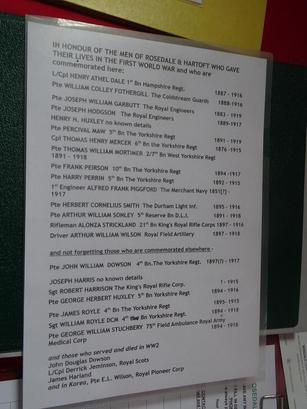 IN HONOUR OF THE MEN OF ROSEDALE & HARTOFT WHO GAVE
THEIR LIVES IN THE FIRST WORLD WAR and who are
commemorated here:
L/Cpl HENRY ATHEL DALE 1st Bn Hampshire Regt. 1887 - 1916
Pte WILLIAM COLLEY FOTHERGILL The Coldstream Guards 1888-1916
Pte JOSEPH WILLIAM GARBUTT The Royal Engineers 1883 - 1919
Pte JOSEPH HODGSON The Royal Engineers 1889-1917
HENRY H. HUXLEY no known details
Pte PERCIVAL MAW 5th Bn The Yorkshire Regt 1891 - 1919
Cpl THOMAS HENRY MERCER 6th Bn The Yorkshire Regt 1876 -1915
Pte THOMAS WILLIAM MORTIMER 2/7th Bn West Yorkshire Regt
1891 - 1918
Pte FRANK PEIRSON 10th Bn The Yorkshire Regt 1894 -1917
Pte HARRY PERRIN 5th Bn The Yorkshire Regt 1892 - 1915
1st Engineer ALFRED FRANK PIGGFORD The Merchant Navy 1851(?) -
1917
Pte HERBERT CORNELIUS SMITH The Durham Light Inf. 1895 - 1916
Pte ARTHUR WILLIAM SONLEY 5th Reserve Bn D.L.I. 1891 - 1918
Rifleman ALONZA STRICKLAND 21st Bn King's Royal Rifle Corps 1897 - 1916
Driver ARTHUR WILLIAM WILSON Royal Field Artillery 1897 - 1918
and not forgetting those who are commemorated elsewhere -
Pte JOHN WILLIAM DOWSON 4th Bn. The Yorkshire Regt. 1897(?) - 1917
JOSEPH HARRIS no known details
Sgt ROBERT HARRISON The King's Royal Rifle Corp. ? - 1915
Pte GEORGE HERBERT HUXLEY 5th Bn Yorkshire Regt 1894 - 1916
Pte JAMES ROYLE 4th Bn The Yorkshire Regt. 1895- 1915
Sgt WILLIAM ROYLE DCM 4th Bn Yorkshire Regt. 1894 - 1918
Pte GEORGE WILLIAM STUCHBERY 75th Field Ambulance Royal Army
Medical Corp 1894 - 1918
and those who served and died in WW2
John Douglas Dowson
L/Cpl Derrick Jeminson, Royal Scots
James Harland
and in Korea, Pte E.L. Wilson, Royal Pioneer Corp